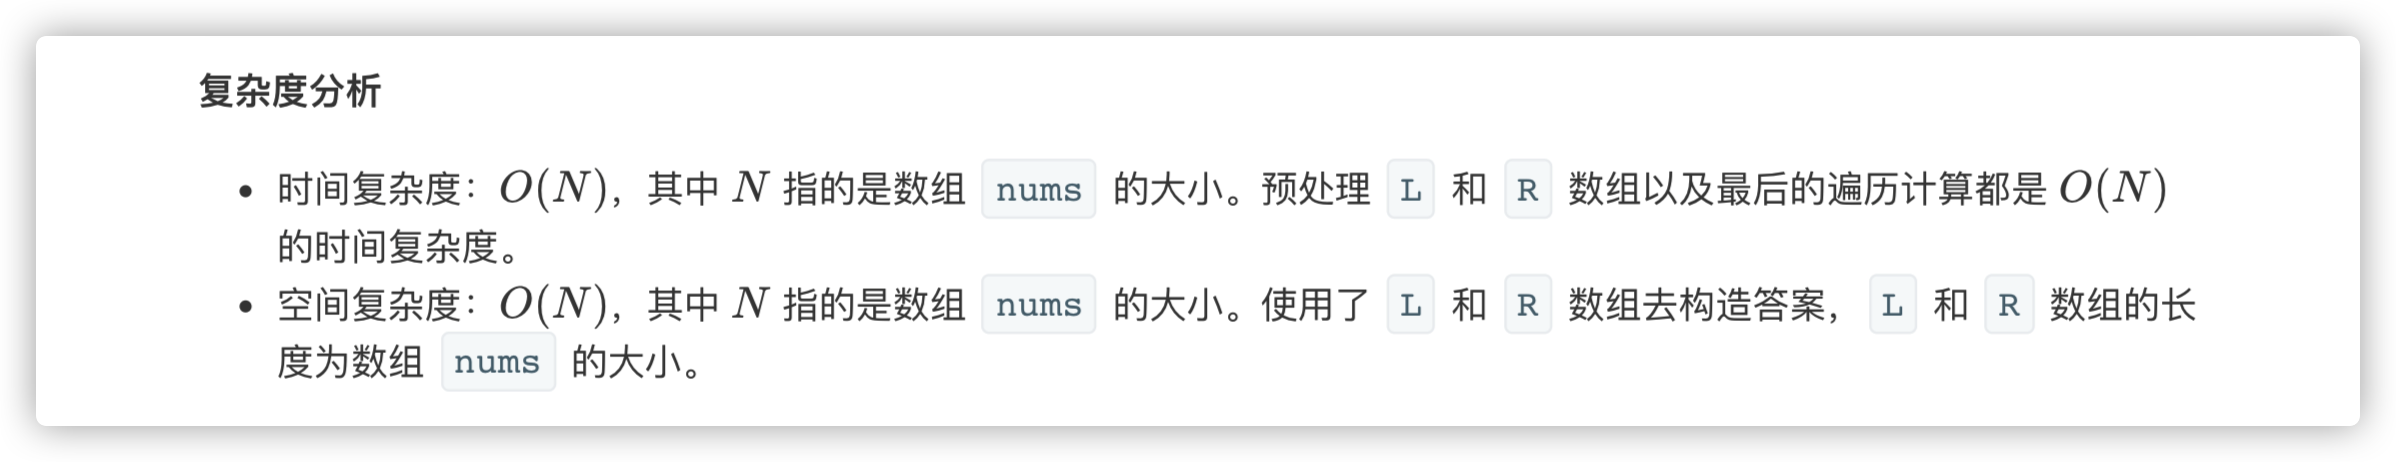 复杂度分析
• 时间复杂度：O(N)，其中 N 指的是数组 nums 的大小。预处理 L 和 R 数组以及最后的遍历计算都是 O(N)
的时间复杂度。
• 空间复杂度：O(N)，其中 N 指的是数组 nums 的大小。使用了 L 和 R 数组去构造答案， L 和 R 数组的长
度为数组 nums 的大小。